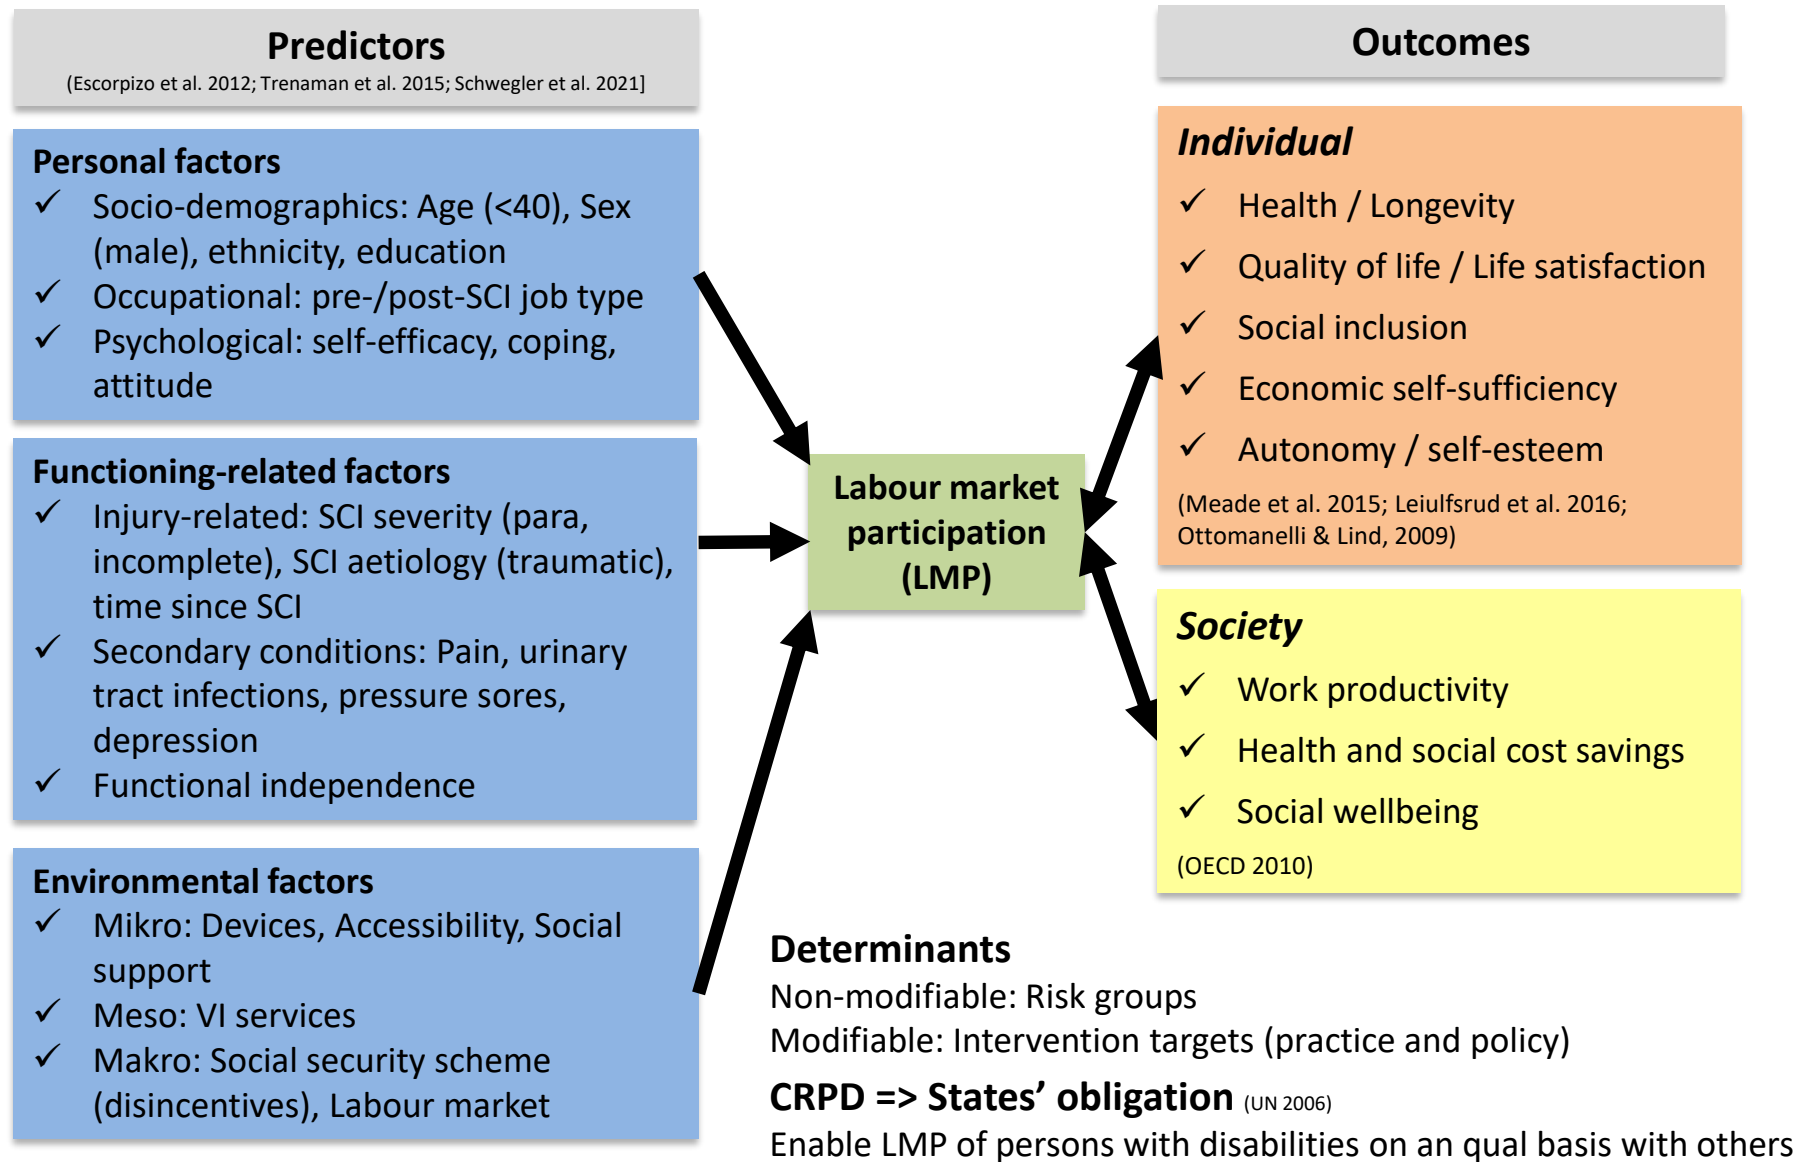 Predictors
(Escorpizo et al. 2012; Trenaman et al. 2015; Schwegler et al. 2021]
Personal factors
✓ Socio-demographics: Age (<40), Sex
(male), ethnicity, education
✓ Occupational: pre-/post-SCI job type
✓ Psychological: self-efficacy, coping,
attitude
Functioning-related factors
✓ Injury-related: SCI severity (para,
incomplete), SCI aetiology (traumatic),
time since SCI
✓ Secondary conditions: Pain, urinary
tract infections, pressure sores,
depression
✓ Functional independence
Environmental factors
✓ Mikro: Devices, Accessibility, Social
support
✓ Meso: VI services
✓ Makro: Social security scheme
(disincentives), Labour market
Labour market
participation
(LMP)
Outcomes
Individual
✓ Health / Longevity
✓ Quality of life / Life satisfaction
✓ Social inclusion
✓ Economic self-sufficiency
✓ Autonomy / self-esteem
(Meade et al. 2015; Leiulfsrud et al. 2016;
Ottomanelli & Lind, 2009)
Society
✓ Work productivity
✓ Health and social cost savings
✓ Social wellbeing
(OECD 2010)
Determinants
Non-modifiable: Risk groups
Modifiable: Intervention targets (practice and policy)
CRPD => States’ obligation (UN 2006)
Enable LMP of persons with disabilities on an qual basis with others